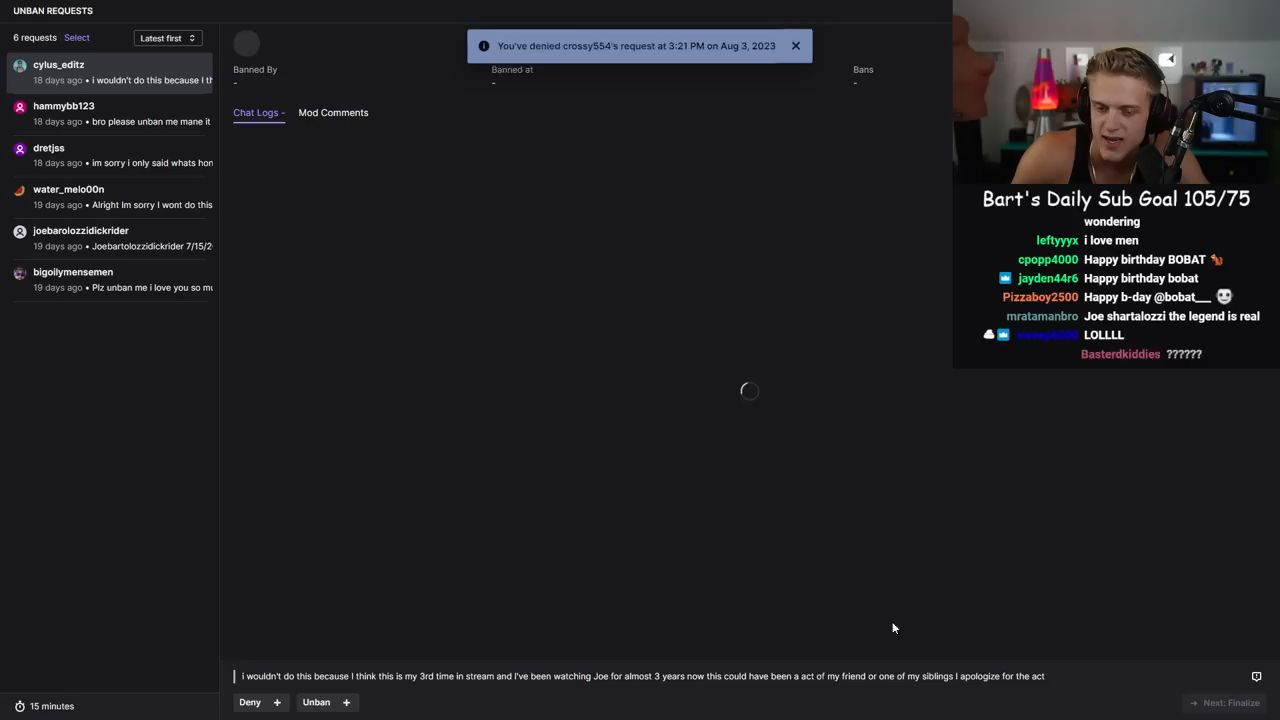 UNBAN REQUESTS
6 requests Select Latest first
cylus_editz
18 days ago • i wouldn't do this because I th
hammybb123
18 days ago • bro please unban me mane it
dretjss
18 days ago • im sorry i only said whats hon
water_melo00n
19 days ago • Alright Im sorry I wont do this
joebarolozzidickrider
19 days ago • Joebartolozzidickrider 7/15/2
bigoilymensemen
19 days ago • Plz unban me i love you so mu
15 minutes
You've denied crossy554's request at 3:21 PM on Aug 3, 2023
Banned By
-
Banned at
-
Bans
-
Chat Logs - Mod Comments
Bart's Daily Sub Goal 105/75
wondering
leftyyyx i love men
cpopp4000 Happy birthday BOBAT
jayden44r6 Happy birthday bobat
Pizzaboy2500 Happy b-day @bobat__
mratamanbro Joe shartalozzi the legend is real
LOLLLL
Basterdkiddies ??????
i wouldn't do this because I think this is my 3rd time in stream and I've been watching Joe for almost 3 years now this could have been a act of my friend or one of my siblings I apologize for the act
Deny + Unban +
Next: Finalize